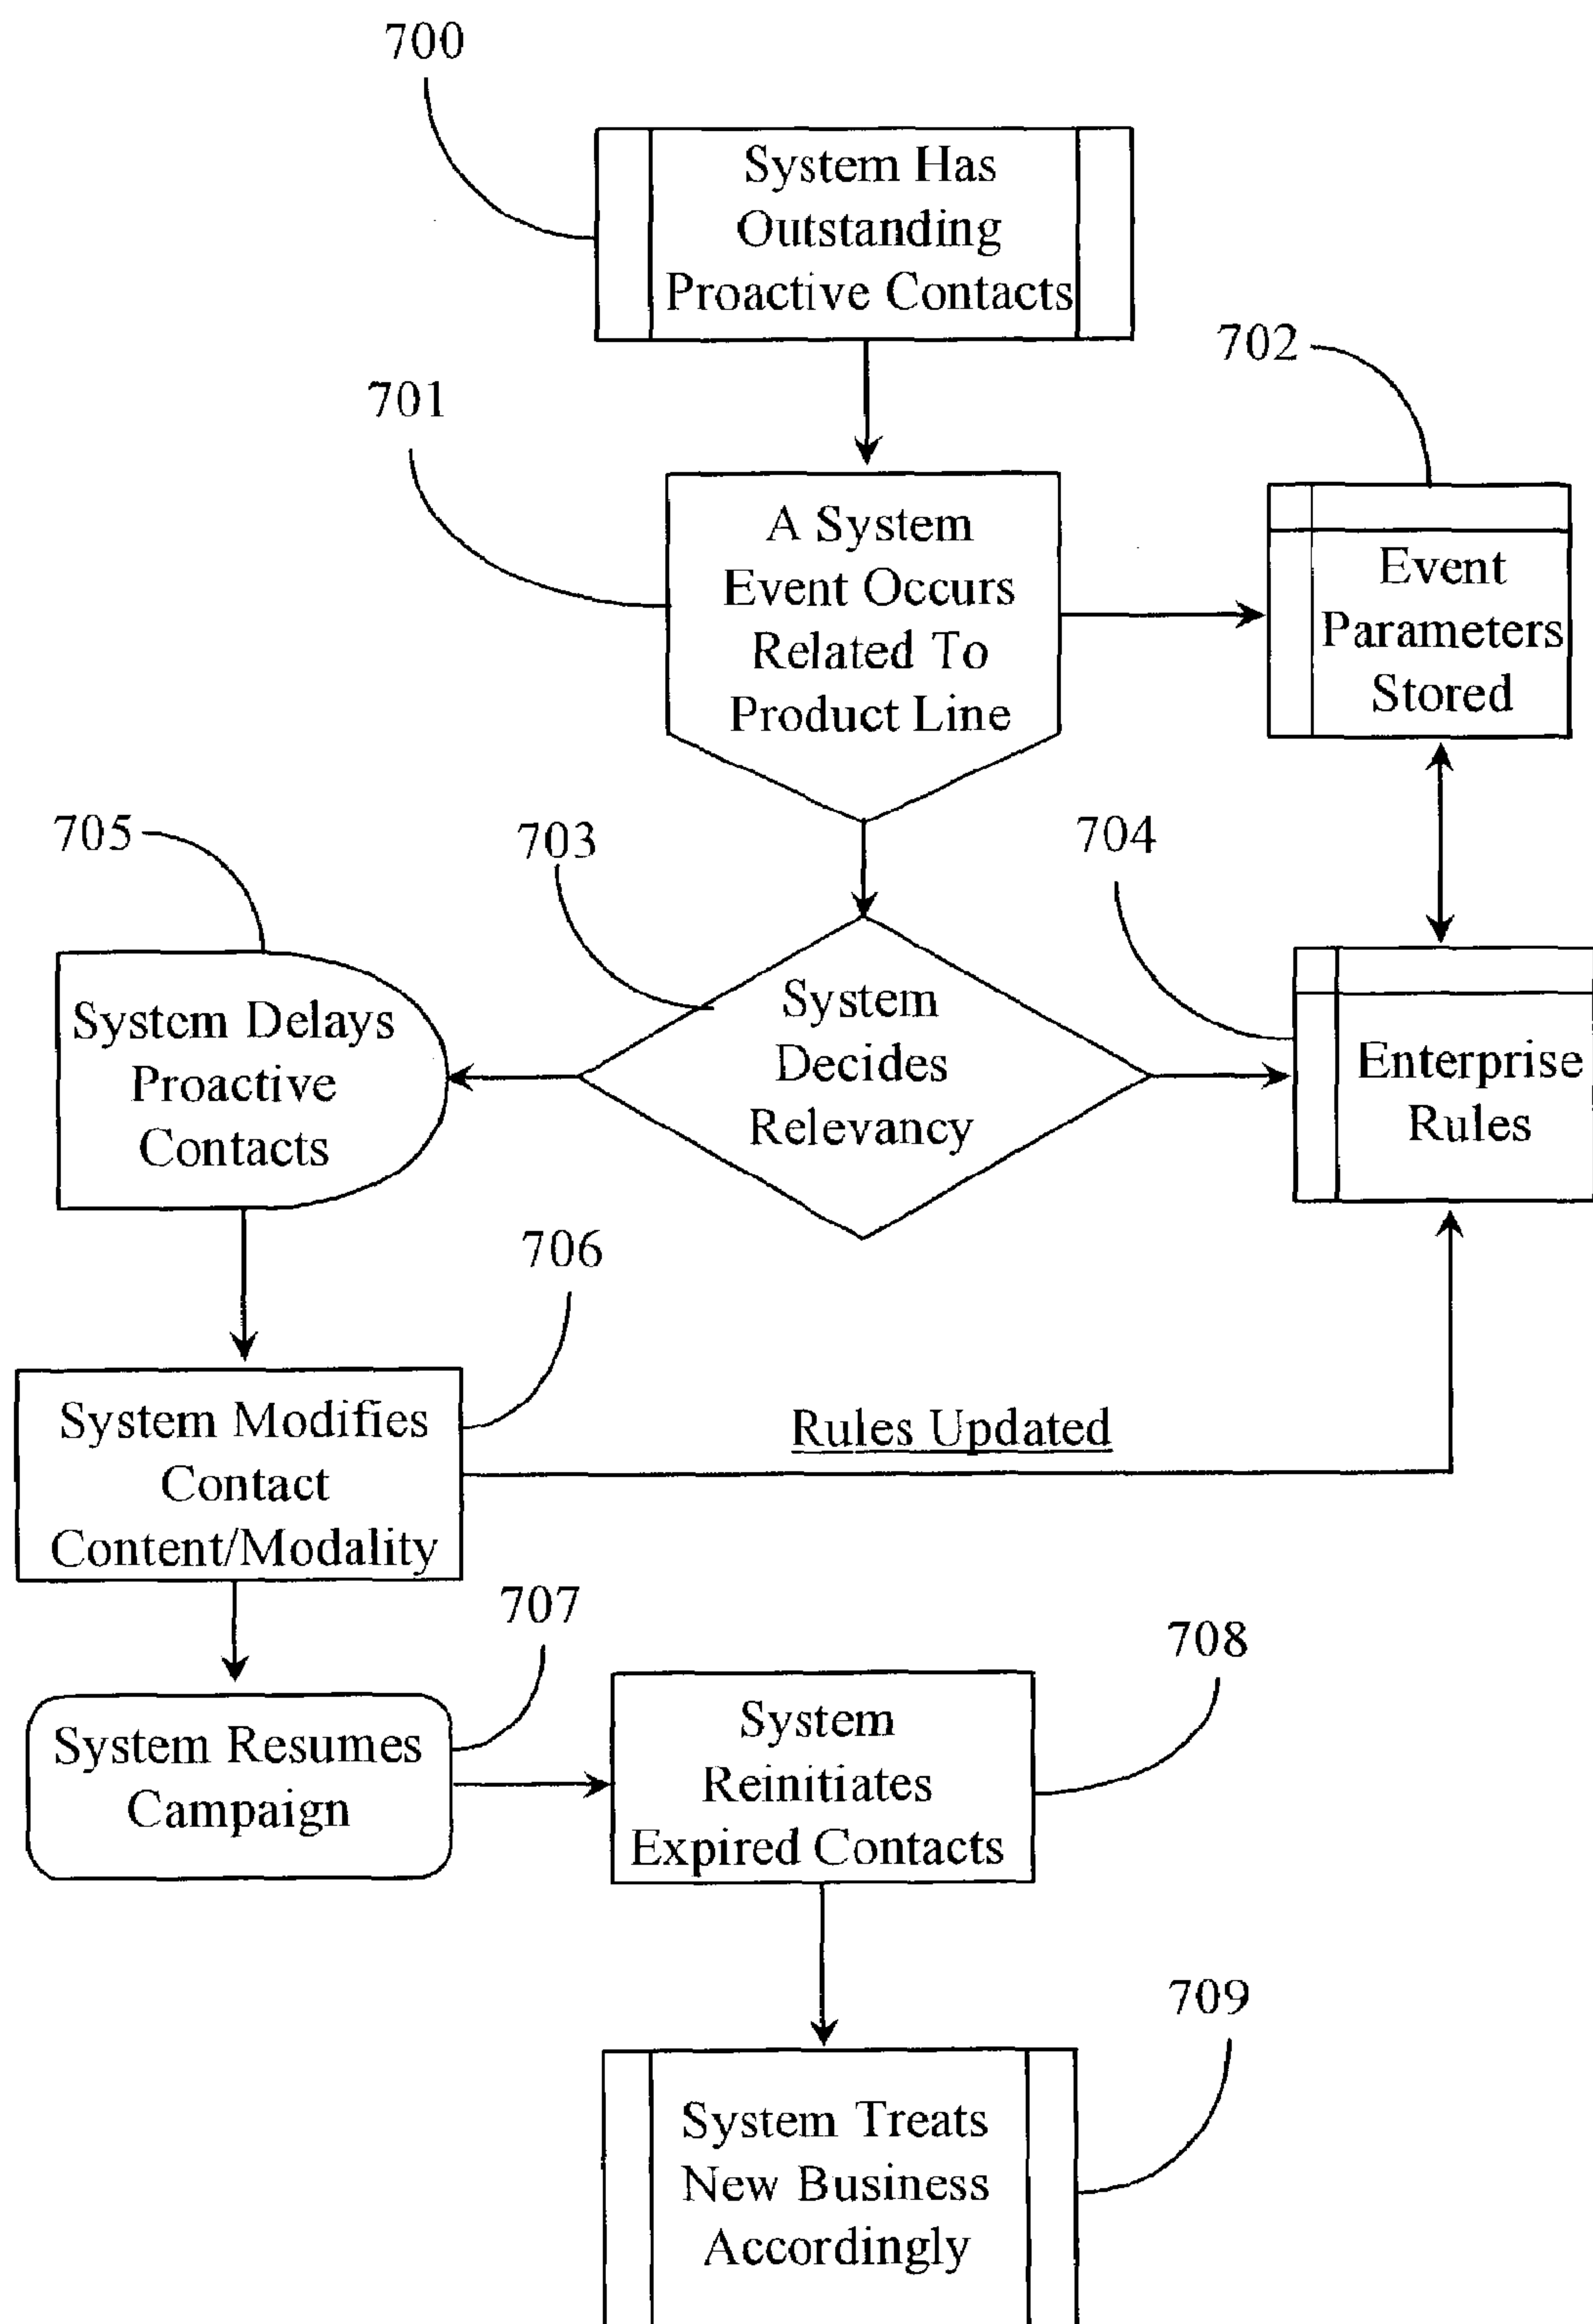 700
System Has
Outstanding
Proactive Contacts
702
701
A System
Event Occurs
Related To
Product Line
Event
Parameters
Stored
705
703
704
System Delays
Proactive
Contacts
System
Decides
Relevancy
Enterprise
Rules
706
System Modifies
Contact
Content/Modality
Rules Updated
707
708
System Resumes
Campaign
System
Reinitiates
Expired Contacts
709
System Treats
New Business
Accordingly